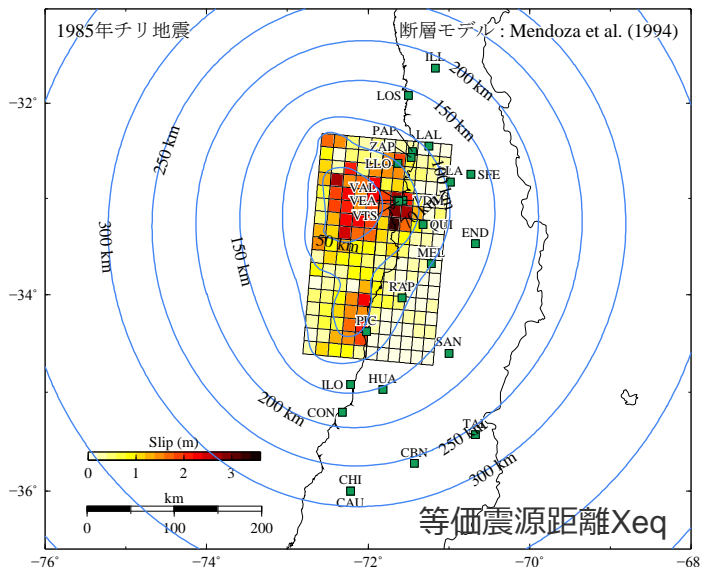 1985年チリ地震
断層モデル : Mendoza et al. (1994)
ILL
200 km
LOS
−32°
150 km
250 km
PAP
LAL
ZAP
LLO
100 km
LLA
SFE
VAL
VEA
VTS
QUI
300 km
150 km
50 km
END
MEL
−34°
RAP
PIC
SAN
ILO
HUA
CON
200 km
250 km
TAL
Slip (m)
0 1 2 3
CBN
300 km
−36°
CHI
CAU
km
0 100 200
等価震源距離Xeq
−76° −74° −72° −70° −68°